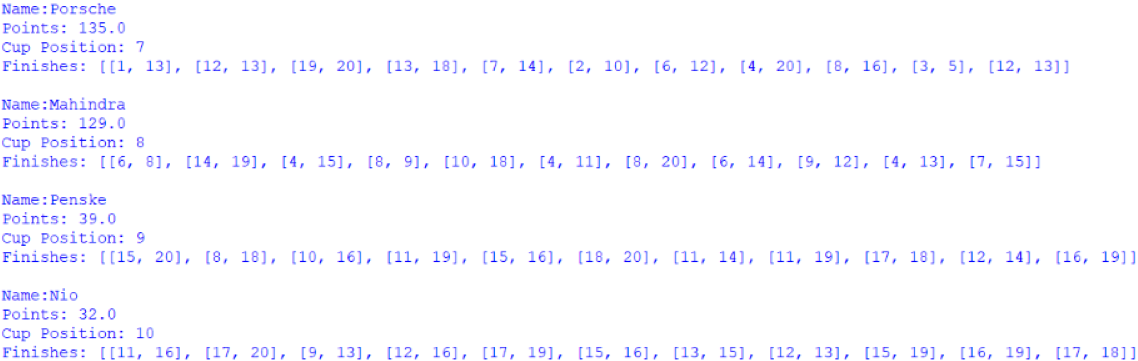 Name:Porsche
Points: 135.0
Cup Position: 7
Finishes: [[1, 13], [12, 13], [19, 20], [13, 18], [7, 14], [2, 10], [6, 12], [4, 20], [8, 16], [3, 5], [12, 13]]
Name:Mahindra
Points: 129.0
Cup Position: 8
Finishes: [[6, 8], [14, 19], [4, 15], [8, 9], [10, 18], [4, 11], [8, 20], [6, 14], [9, 12], [4, 13], [7, 15]]
Name:Penske
Points: 39.0
Cup Position: 9
Finishes: [[15, 20], [8, 18], [10, 16], [11, 19], [15, 16], [18, 20], [11, 14], [11, 19], [17, 18], [12, 14], [16, 19]]
Name:Nio
Points: 32.0
Cup Position: 10
Finishes: [[11, 16], [17, 20], [9, 13], [12, 16], [17, 19], [15, 16], [13, 15], [12, 13], [15, 19], [16, 19], [17, 18]]